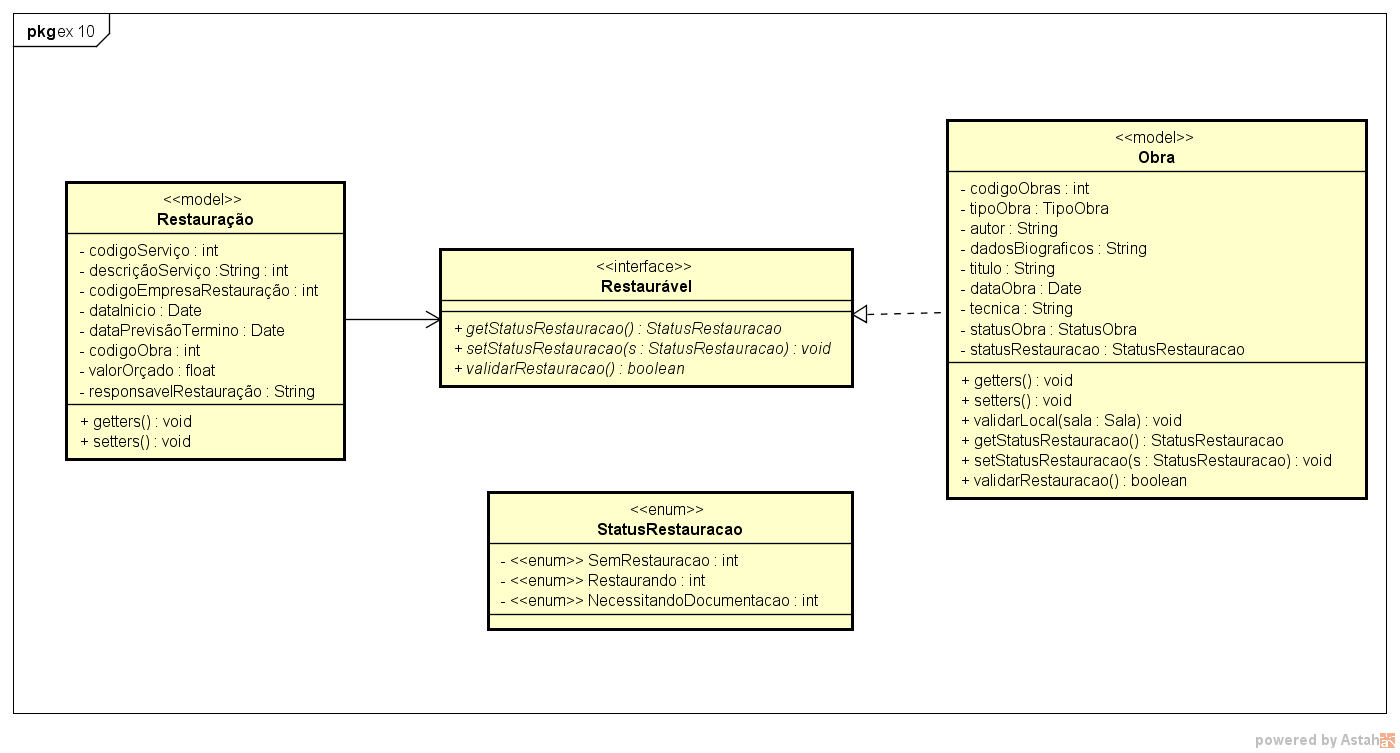 pkg ex 10
<<model>>
Restauração
- codigoServiço : int
- descriçãoServiço :String : int
- codigoEmpresaRestauração : int
- dataInicio : Date
- dataPrevisãoTermino : Date
- codigoObra : int
- valorOrçado : float
- responsavelRestauração : String
+ getters() : void
+ setters() : void
<<interface>>
Restaurável
+ getStatusRestauracao() : StatusRestauracao
+ setStatusRestauracao(s : StatusRestauracao) : void
+ validarRestauracao() : boolean
<<model>>
Obra
- codigoObras : int
- tipoObra : TipoObra
- autor : String
- dadosBiograficos : String
- titulo : String
- dataObra : Date
- tecnica : String
- statusObra : StatusObra
- statusRestauracao : StatusRestauracao
+ getters() : void
+ setters() : void
+ validarLocal(sala : Sala) : void
+ getStatusRestauracao() : StatusRestauracao
+ setStatusRestauracao(s : StatusRestauracao) : void
+ validarRestauracao() : boolean
<<enum>>
StatusRestauracao
- <<enum>> SemRestauracao : int
- <<enum>> Restaurando : int
- <<enum>> NecessitandoDocumentacao : int
powered by Astah